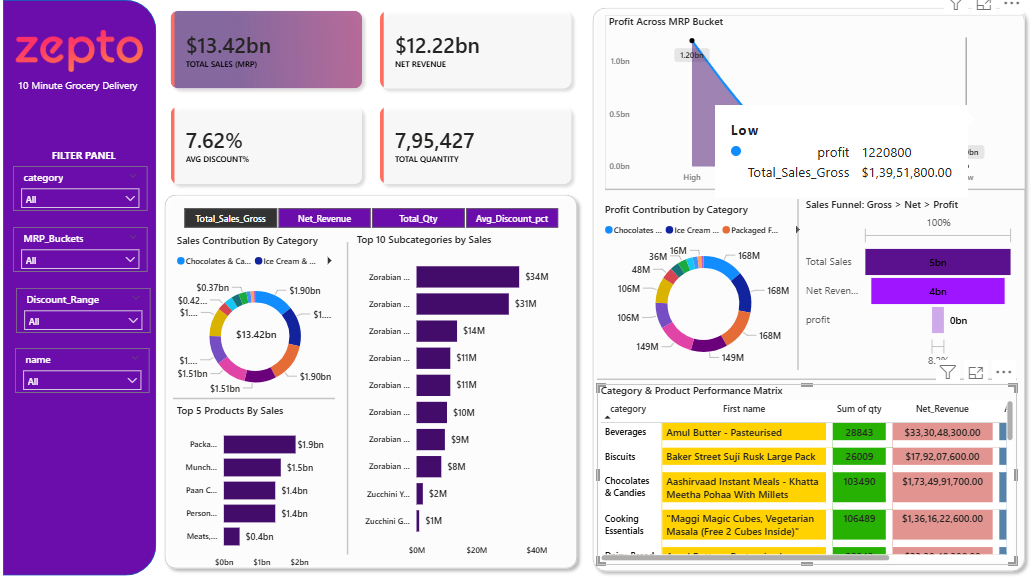 zepto
10 Minute Grocery Delivery
FILTER PANEL
category
All
MRP_Buckets
All
Discount_Range
All
name
All
$13.42bn
TOTAL SALES (MRP)
$12.22bn
NET REVENUE
7.62%
AVG DISCOUNT%
7,95,427
TOTAL QUANTITY
Total_Sales_Gross
Net_Revenue
Total_Qty
Avg_Discount_pct
Sales Contribution By Category
Chocolates & Ca... Ice Cream & ...
$0.37bn
$1.90bn
$0.42...
$1....
$1....
$13.42bn
$1....
$1.90bn
$1.51bn
$1.51bn
Top 5 Products By Sales
Packa... $1.9bn
Munch... $1.5bn
Paan C... $1.4bn
Person... $1.4bn
Meats,... $0.4bn
$0bn $1bn $2bn
Top 10 Subcategories by Sales
Zorabian ... $34M
Zorabian ... $31M
Zorabian ... $14M
Zorabian ... $11M
Zorabian ... $11M
Zorabian ... $10M
Zorabian ... $9M
Zorabian ... $8M
Zucchini Y... $2M
Zucchini G... $1M
$0M $20M $40M
Profit Across MRP Bucket
1.20bn
1.0bn
0.5bn
0.0bn
High
Low
profit 1220800
Total_Sales_Gross $1,39,51,800.00
Profit Contribution by Category
Chocolates ... Ice Cream ... Packaged F...
16M
36M
168M
48M
106M
168M
106M
168M
149M
149M
Sales Funnel: Gross > Net > Profit
100%
Total Sales 5bn
Net Reven... 4bn
profit 0bn
Category & Product Performance Matrix
category First name Sum of qty Net_Revenue
Beverages Amul Butter - Pasteurised 28843 $33,30,48,300.00
Biscuits Baker Street Suji Rusk Large Pack 26009 $17,92,07,600.00
Chocolates & Candies Aashirvaad Instant Meals - Khatta Meetha Pohaa With Millets 103490 $1,73,49,91,700.00
Cooking Essentials "Maggi Magic Cubes, Vegetarian Masala (Free 2 Cubes Inside)" 106489 $1,36,16,22,600.00